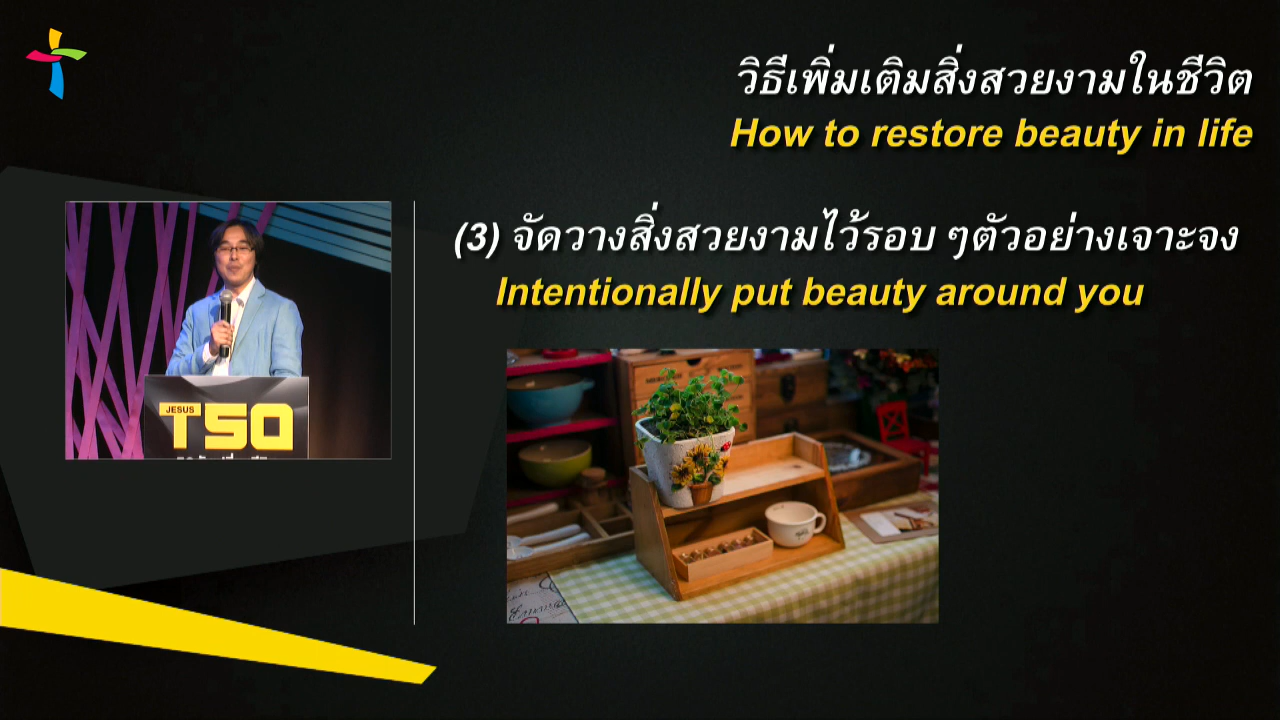 วิธีเพิ่มเติมสิ่งสวยงามในชีวิต
How to restore beauty in life
(3) จัดวางสิ่งสวยงามไว้รอบ ๆตัวอย่างเจาะจง
Intentionally put beauty around you
JESUS
T50